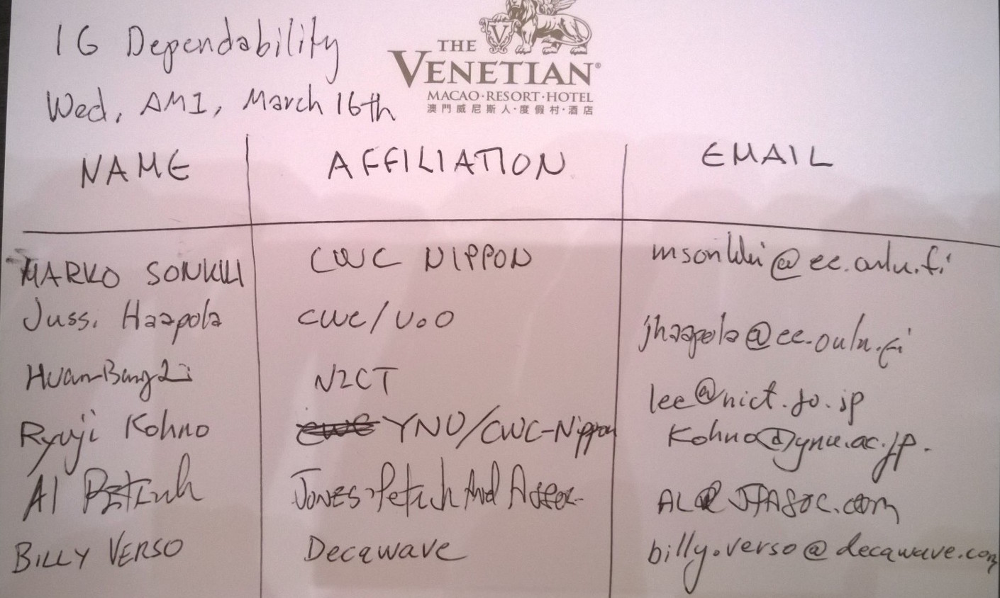 IG Dependability
THE
VENETIAN®
MACAO·RESORT·HOTEL
澳門威尼斯人·度假村·酒店
Wed, AM1, March 16th
NAME AFFILIATION EMAIL
MARKO SONKKI CWC NIPPON msonkki@ee.oulu.fi
Jussi Haapola CWC/UoO jhaapola@ee.oulu.fi
Huan-Bang Li NICT lee@nict.go.jp
Ryuji Kohno YNU/CWC-Nippon Kohno@ynu.ac.jp.
Al Petrick Jones-Petrick And Assoc. AL@JPASOC.com
BILLY VERSO Decawave billy.verso@decawave.com